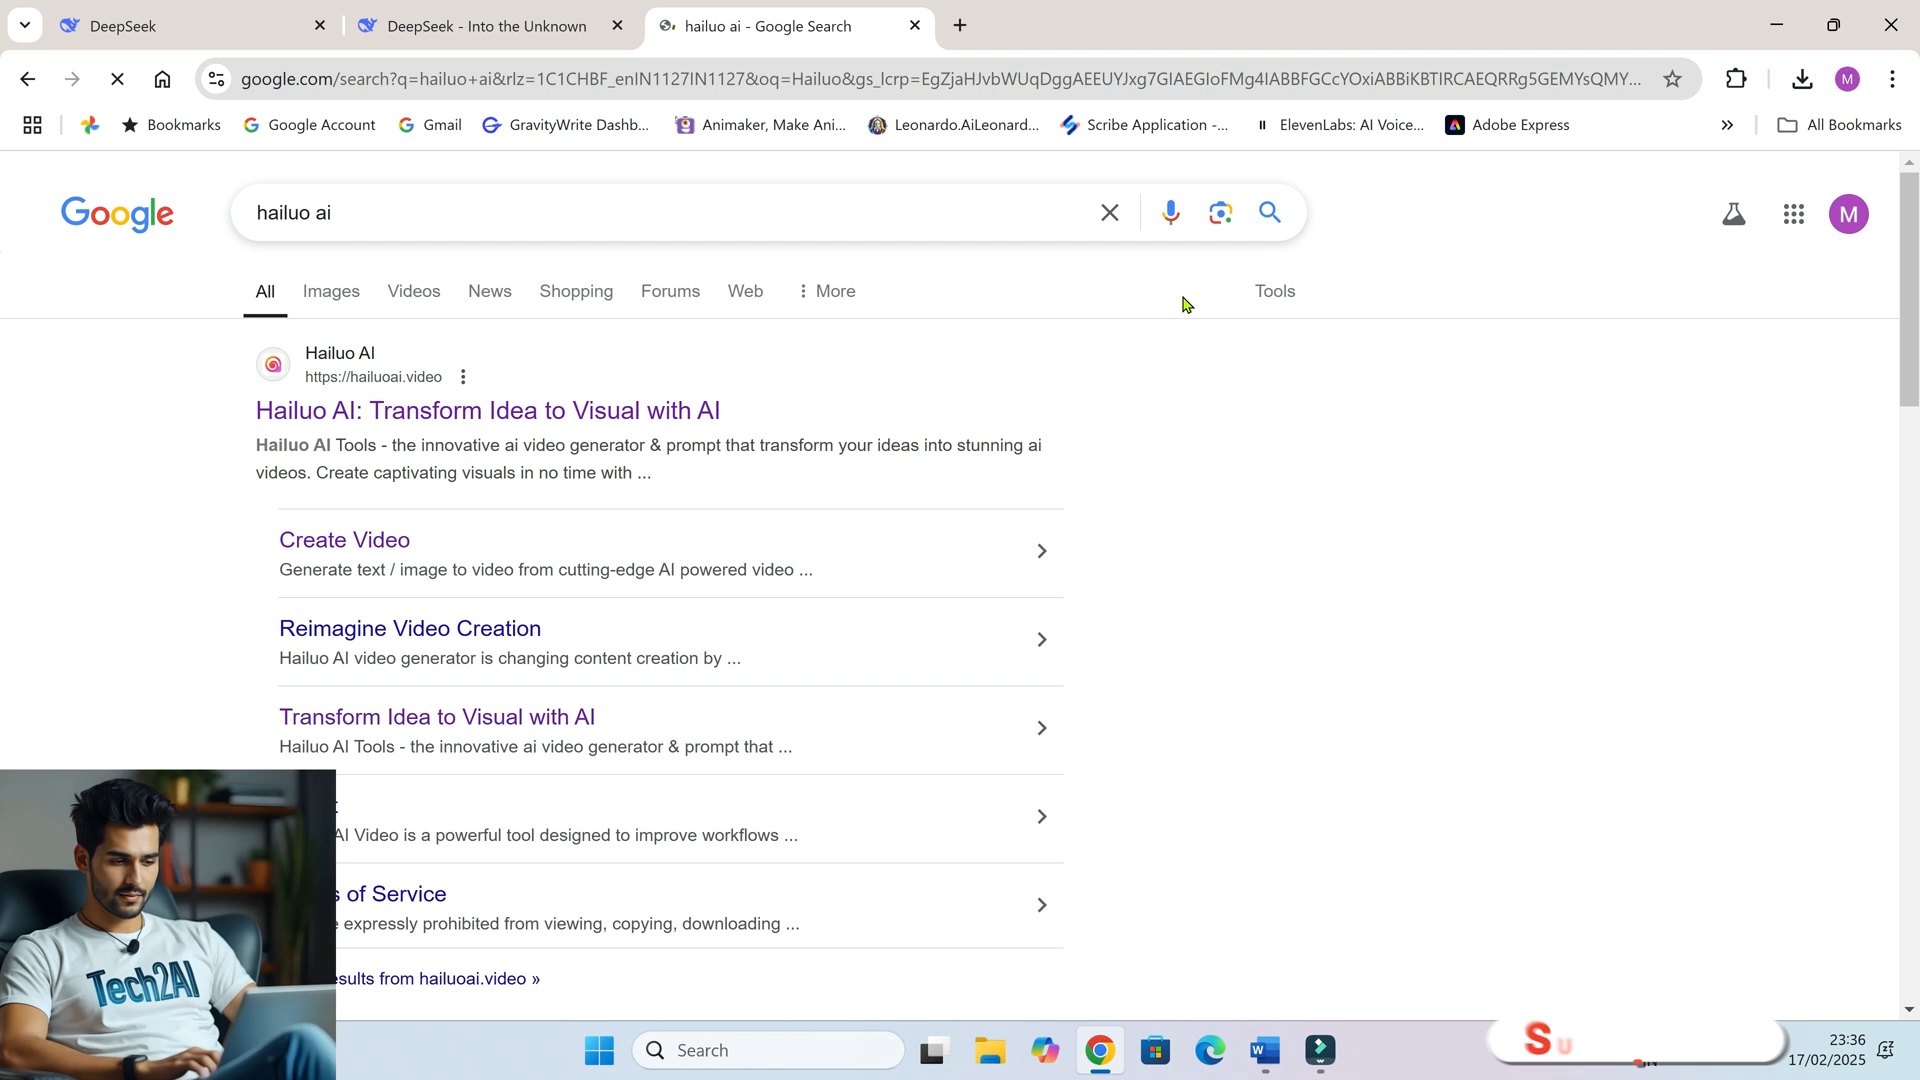 DeepSeek
DeepSeek - Into the Unknown
hailuo ai - Google Search
google.com/search?q=hailuo+ai&rlz=1C1CHBF_enIN1127IN1127&oq=Hailuo&gs_lcrp=EgZjaHJvbWUqDggAEEUYJxg7GIAEGIoFMg4IABBFGCcYOxiABBiKBTIRCAEQRRg5GEMYsQMY...
M
Bookmarks
Google Account
Gmail
GravityWrite Dashb...
Animaker, Make Ani...
Leonardo.AiLeonard...
Scribe Application -...
ElevenLabs: AI Voice...
Adobe Express
All Bookmarks
Google
hailuo ai
M
All
Images
Videos
News
Shopping
Forums
Web
More
Tools
Hailuo AI
https://hailuoai.video
Hailuo AI: Transform Idea to Visual with AI
Hailuo AI Tools - the innovative ai video generator & prompt that transform your ideas into stunning ai
videos. Create captivating visuals in no time with ...
Create Video
Generate text / image to video from cutting-edge AI powered video ...
Reimagine Video Creation
Hailuo AI video generator is changing content creation by ...
Transform Idea to Visual with AI
Hailuo AI Tools - the innovative ai video generator & prompt that ...
AI Video is a powerful tool designed to improve workflows ...
of Service
expressly prohibited from viewing, copying, downloading ...
results from hailuoai.video »
Tech2AI
Search
Su
23:36
17/02/2025